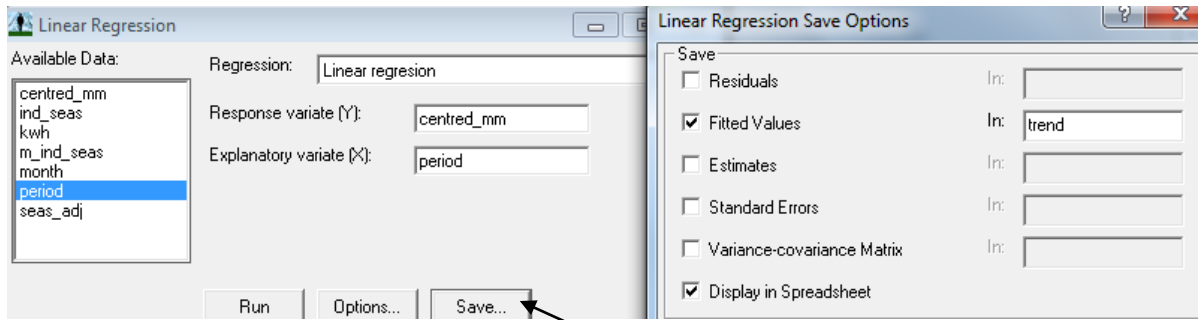 Linear Regression
Available Data:
centred_mm
ind_seas
kwh
m_ind_seas
month
period
seas_adj
Regression: Linear regresion
Response variate (Y): centred_mm
Explanatory variate (X): period
Run Options... Save...
Linear Regression Save Options
Save
Residuals In:
Fitted Values In: trend
Estimates In:
Standard Errors In:
Variance-covariance Matrix In:
Display in Spreadsheet